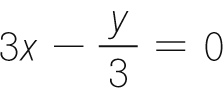 3x − y/3 = 0